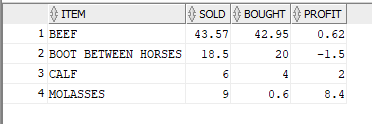 ITEM SOLD BOUGHT PROFIT
1 BEEF 43.57 42.95 0.62
2 BOOT BETWEEN HORSES 18.5 20 -1.5
3 CALF 6 4 2
4 MOLASSES 9 0.6 8.4